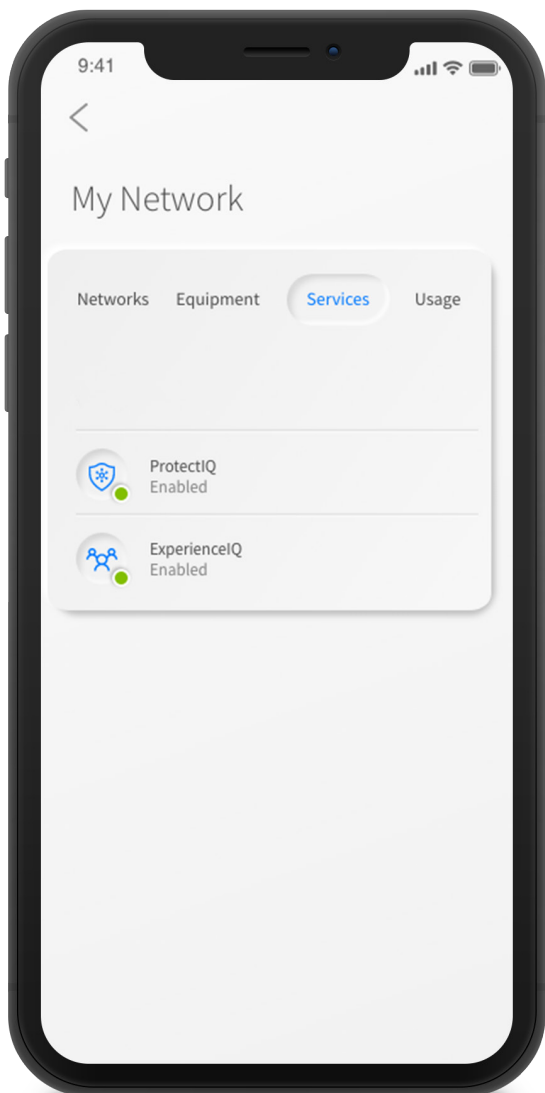 9:41
My Network
Networks Equipment Services Usage
ProtectIQ
Enabled
ExperienceIQ
Enabled